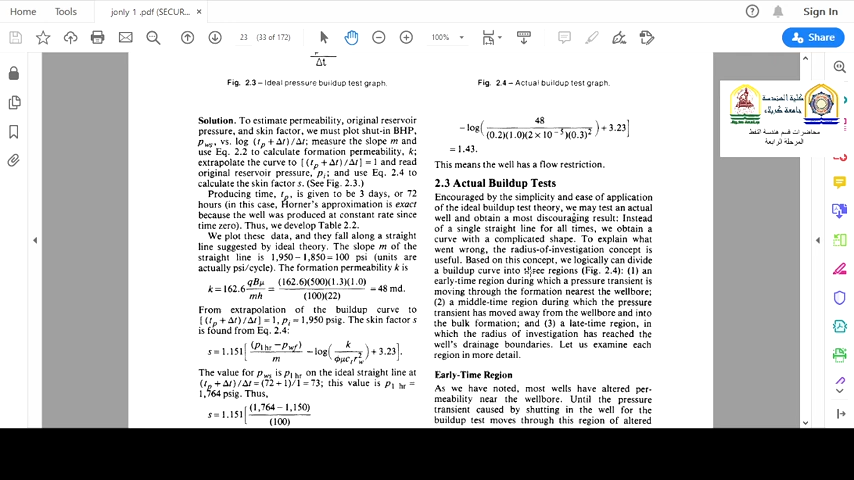 Home
Tools
jonly 1 .pdf (SECUR...
×
Sign In
23
(33 of 172)
100%
Share
Δt
Fig. 2.3 – Ideal pressure buildup test graph.
Solution. To estimate permeability, original reservoir
pressure, and skin factor, we must plot shut-in BHP,
p_ws, vs. log (t_p + Δt)/Δt; measure the slope m and
use Eq. 2.2 to calculate formation permeability, k;
extrapolate the curve to [(t_p + Δt)/Δt] = 1 and read
original reservoir pressure, p_i; and use Eq. 2.4 to
calculate the skin factor s. (See Fig. 2.3.)
Producing time, t_p, is given to be 3 days, or 72
hours (in this case, Horner's approximation is exact
because the well was produced at constant rate since
time zero). Thus, we develop Table 2.2.
We plot these data, and they fall along a straight
line suggested by ideal theory. The slope m of the
straight line is 1,950 – 1,850 = 100 psi (units are
actually psi/cycle). The formation permeability k is
k = 162.6 qBμ/mh = (162.6)(500)(1.3)(1.0)/(100)(22) = 48 md.
From extrapolation of the buildup curve to
[(t_p + Δt)/Δt] = 1, p_i = 1,950 psig. The skin factor s
is found from Eq. 2.4:
s = 1.151[(p_1hr – p_wf)/m – log(k/φμc_t r_w^2) + 3.23].
The value for p_ws is p_1hr on the ideal straight line at
(t_p + Δt)/Δt = (72 + 1)/1 = 73; this value is p_1 hr =
1,764 psig. Thus,
s = 1.151[(1,764 – 1,150)/(100)
Fig. 2.4 – Actual buildup test graph.
– log(48/(0.2)(1.0)(2×10^-5)(0.3)^2) + 3.23]
= 1.43.
This means the well has a flow restriction.
2.3 Actual Buildup Tests
Encouraged by the simplicity and ease of application
of the ideal buildup test theory, we may test an actual
well and obtain a most discouraging result: Instead
of a single straight line for all times, we obtain a
curve with a complicated shape. To explain what
went wrong, the radius-of-investigation concept is
useful. Based on this concept, we logically can divide
a buildup curve into three regions (Fig. 2.4): (1) an
early-time region during which a pressure transient is
moving through the formation nearest the wellbore;
(2) a middle-time region during which the pressure
transient has moved away from the wellbore and into
the bulk formation; and (3) a late-time region, in
which the radius of investigation has reached the
well's drainage boundaries. Let us examine each
region in more detail.
Early-Time Region
As we have noted, most wells have altered per-
meability near the wellbore. Until the pressure
transient caused by shutting in the well for the
buildup test moves through this region of altered
كلية الهندسة
جامعة كربلاء
محاضرات قسم هندسة النفط
المرحلة الرابعة